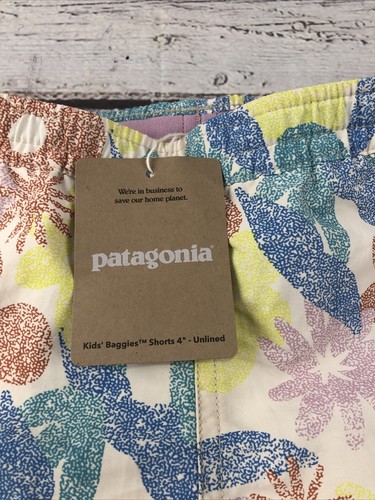 We're in business to
save our home planet.
patagonia®
Kids' Baggies™ Shorts 4" - Unlined